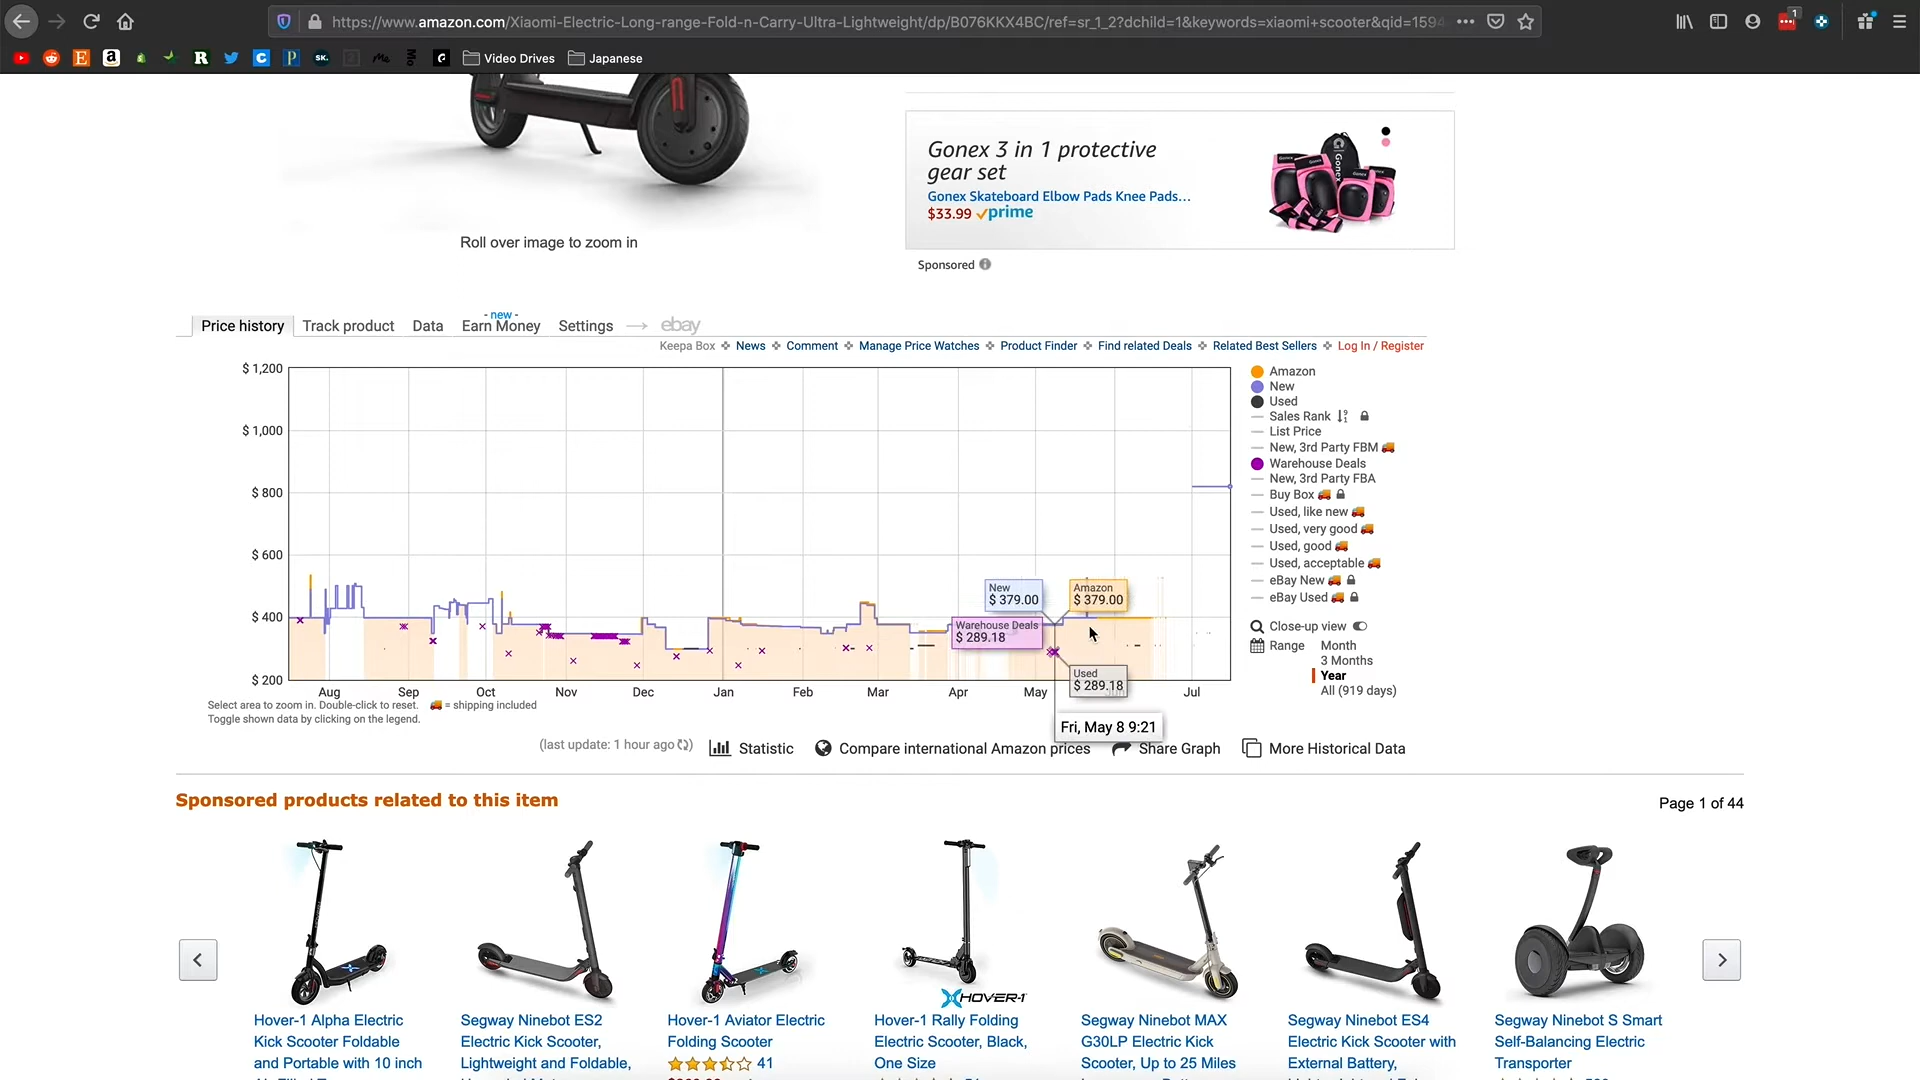 https://www.amazon.com/Xiaomi-Electric-Long-range-Fold-n-Carry-Ultra-Lightweight/dp/B076KKX4BC/ref=sr_1_2?dchild=1&keywords=xiaomi+scooter&qid=1594
1
Video Drives
Japanese
Gonex 3 in 1 protective
gear set
Gonex Skateboard Elbow Pads Knee Pads...
$33.99 prime
Gonex
Roll over image to zoom in
Sponsored
- new -
Price history
Track product
Data
Earn Money
Settings
ebay
Keepa Box
News
Comment
Manage Price Watches
Product Finder
Find related Deals
Related Best Sellers
Log In / Register
$ 1,200
$ 1,000
$ 800
$ 600
$ 400
$ 200
Aug
Sep
Oct
Nov
Dec
Jan
Feb
Mar
Apr
May
Jul
New
$ 379.00
Amazon
$ 379.00
Warehouse Deals
$ 289.18
Used
$ 289.18
Fri, May 8 9:21
Amazon
New
Used
Sales Rank
List Price
New, 3rd Party FBM
Warehouse Deals
New, 3rd Party FBA
Buy Box
Used, like new
Used, very good
Used, good
Used, acceptable
eBay New
eBay Used
Close-up view
Range
Month
3 Months
Year
All (919 days)
Select area to zoom in. Double-click to reset.
= shipping included
Toggle shown data by clicking on the legend.
(last update: 1 hour ago)
Statistic
Compare international Amazon prices
Share Graph
More Historical Data
Sponsored products related to this item
Page 1 of 44
HOVER-1
Hover-1 Alpha Electric
Kick Scooter Foldable
and Portable with 10 inch
Segway Ninebot ES2
Electric Kick Scooter,
Lightweight and Foldable,
Hover-1 Aviator Electric
Folding Scooter
41
Hover-1 Rally Folding
Electric Scooter, Black,
One Size
Segway Ninebot MAX
G30LP Electric Kick
Scooter, Up to 25 Miles
Segway Ninebot ES4
Electric Kick Scooter with
External Battery,
Segway Ninebot S Smart
Self-Balancing Electric
Transporter